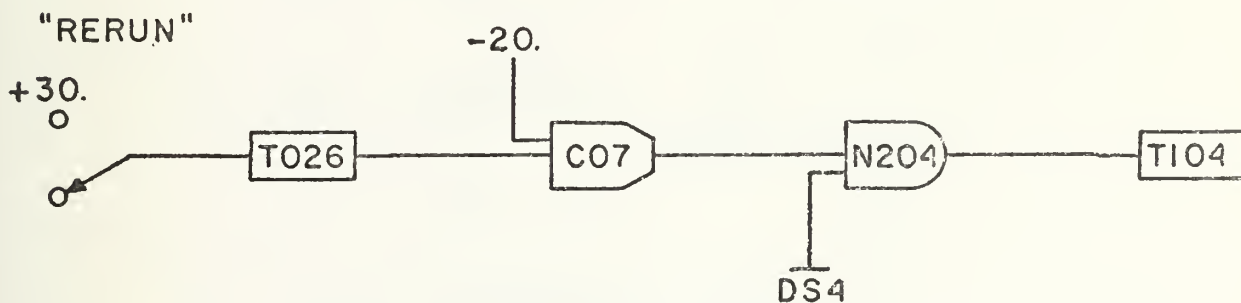 "RERUN"
+30.
-20.
T026
C07
N204
T104
DS4